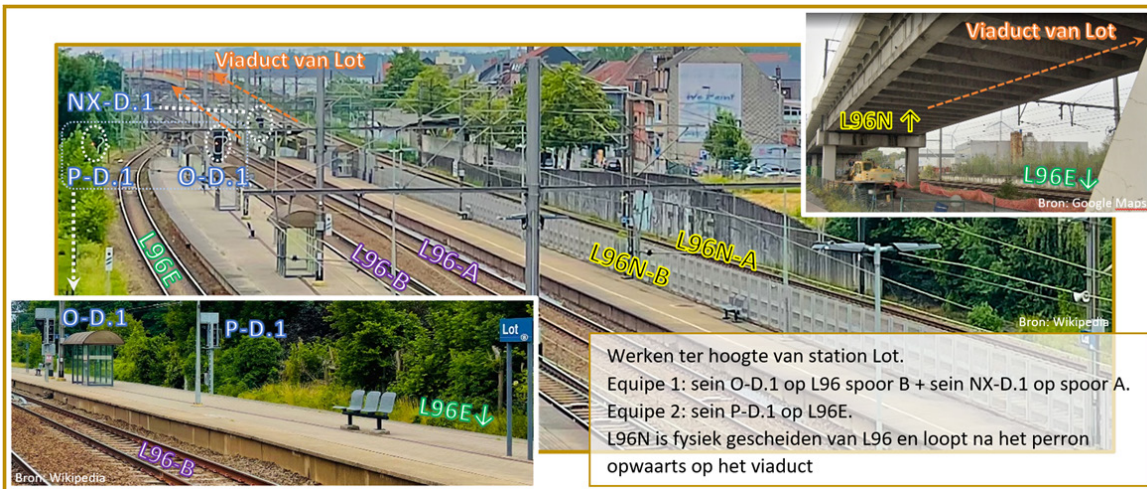 Viaduct van Lot
NX-D.1
P-D.1
O-D.1
L96E
L96-B
L96-A
L96N-B
L96N-A
Bron: Wikipedia
Viaduct van Lot
L96N ↑
L96E ↓
Bron: Google Maps
O-D.1
P-D.1
Lot
L96E ↓
L96-B
Bron: Wikipedia
Werken ter hoogte van station Lot.
Equipe 1: sein O-D.1 op L96 spoor B + sein NX-D.1 op spoor A.
Equipe 2: sein P-D.1 op L96E.
L96N is fysiek gescheiden van L96 en loopt na het perron
opwaarts op het viaduct